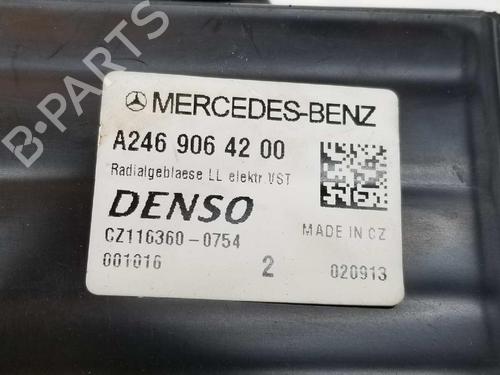 MERCEDES-BENZ
A246 906 42 00
Radialgeblaese LL elektr VST
DENSO
CZ116360-0754
MADE IN CZ
001016
2
020913